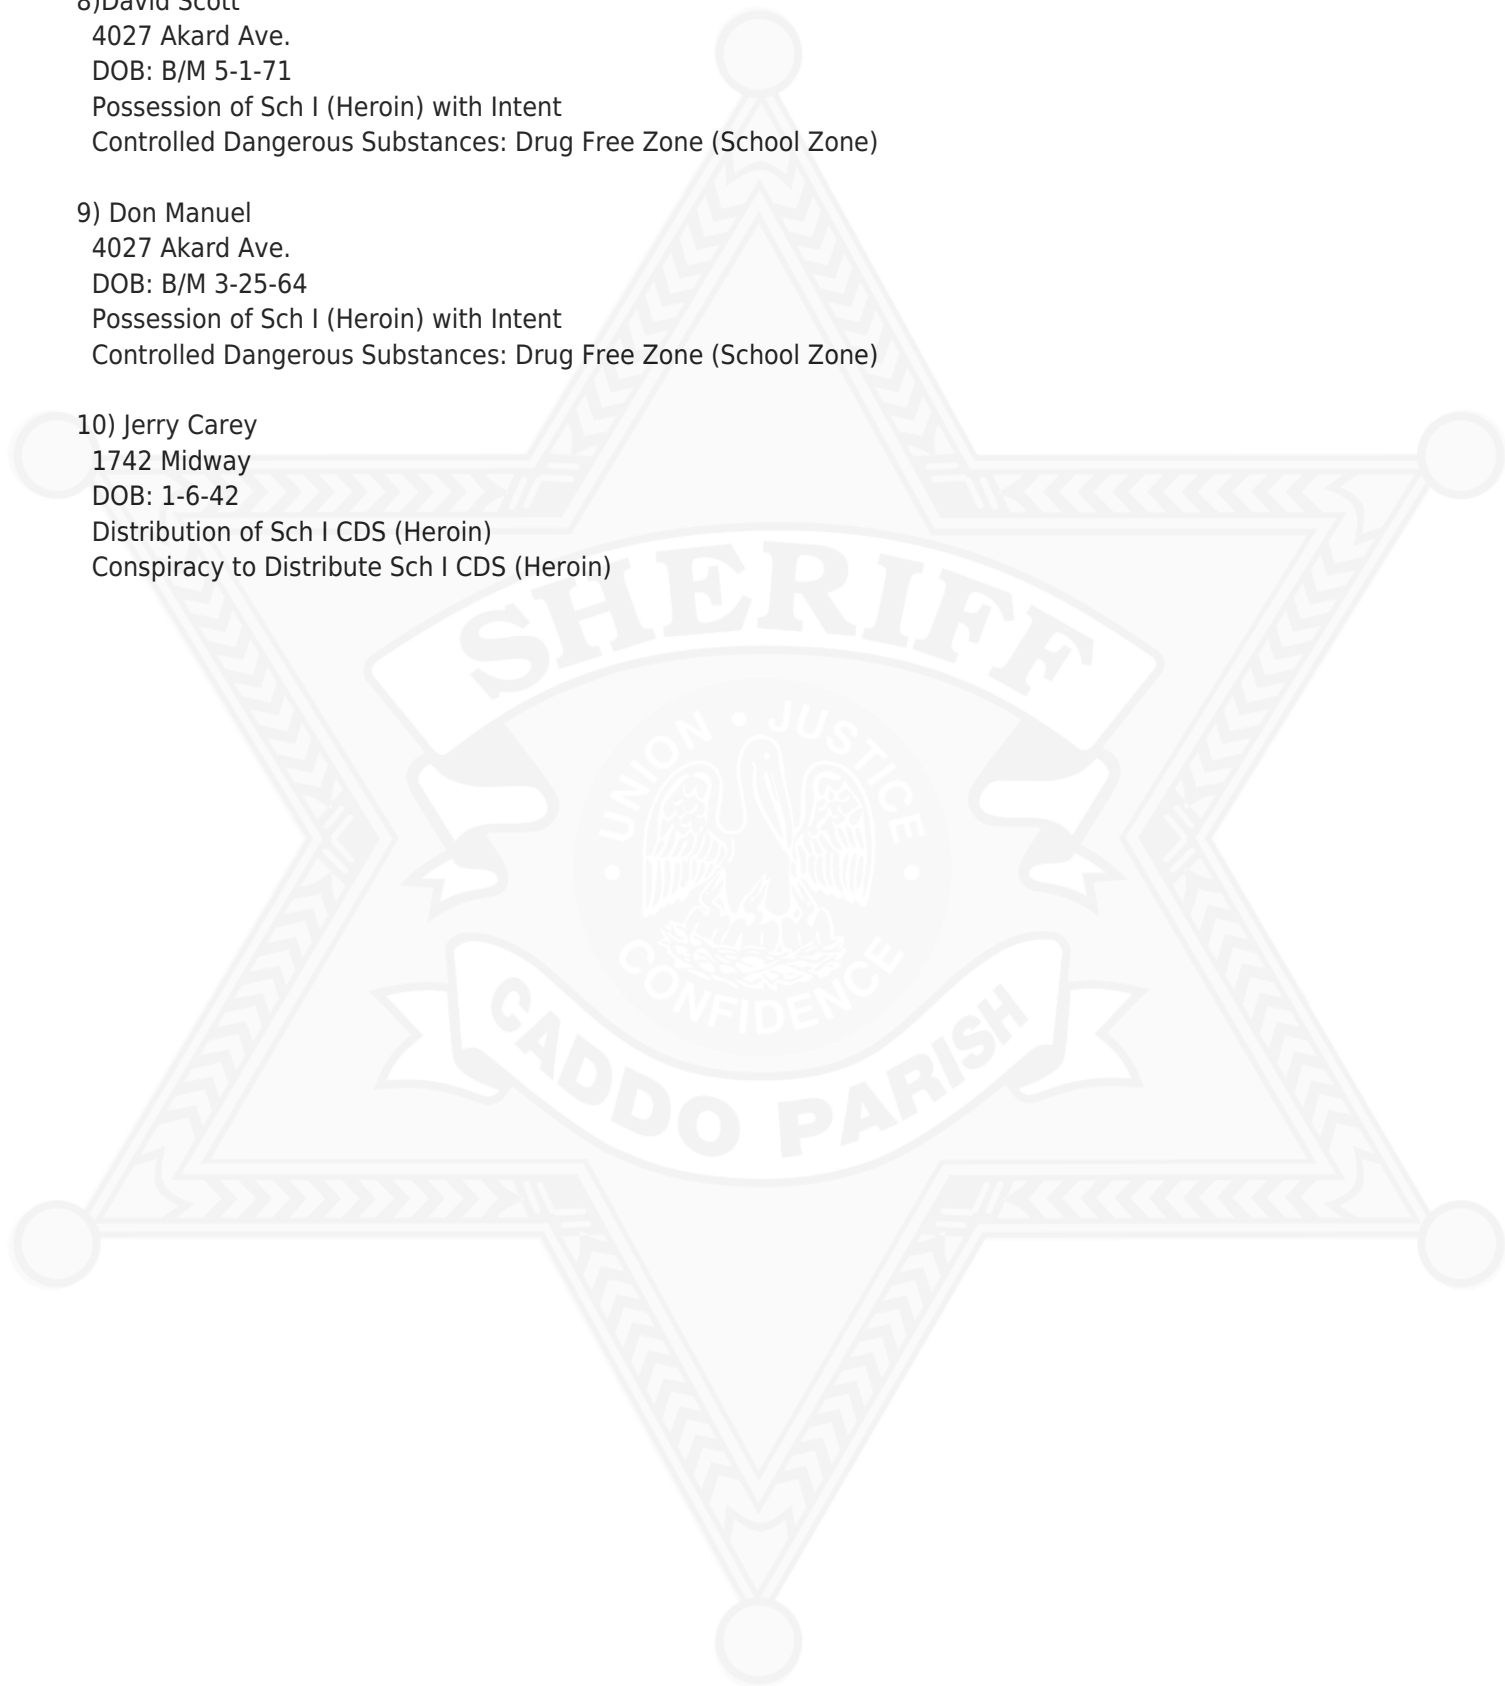 8)David Scott
4027 Akard Ave.
DOB: B/M 5-1-71
Possession of Sch I (Heroin) with Intent
Controlled Dangerous Substances: Drug Free Zone (School Zone)
9) Don Manuel
4027 Akard Ave.
DOB: B/M 3-25-64
Possession of Sch I (Heroin) with Intent
Controlled Dangerous Substances: Drug Free Zone (School Zone)
10) Jerry Carey
1742 Midway
DOB: 1-6-42
Distribution of Sch I CDS (Heroin)
Conspiracy to Distribute Sch I CDS (Heroin)
SHERIFF
UNION • JUSTICE
• CONFIDENCE •
CADDO PARISH